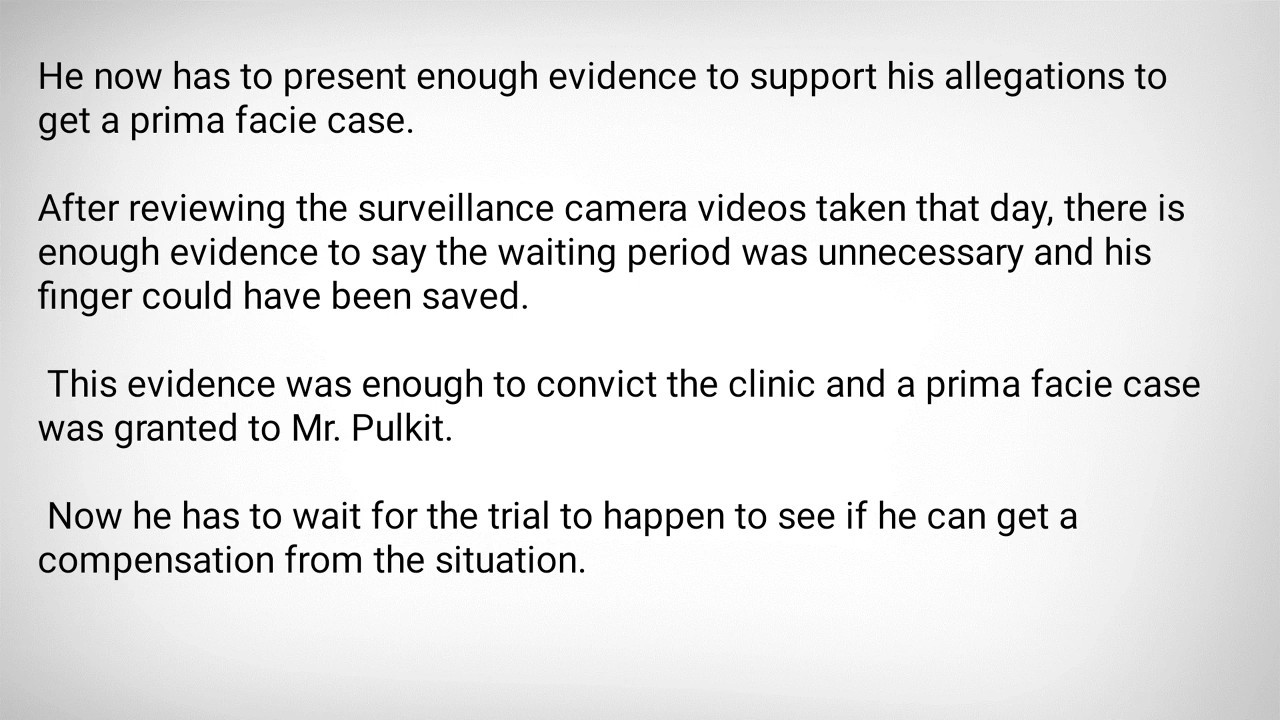 He now has to present enough evidence to support his allegations to
get a prima facie case.
After reviewing the surveillance camera videos taken that day, there is
enough evidence to say the waiting period was unnecessary and his
finger could have been saved.
This evidence was enough to convict the clinic and a prima facie case
was granted to Mr. Pulkit.
Now he has to wait for the trial to happen to see if he can get a
compensation from the situation.